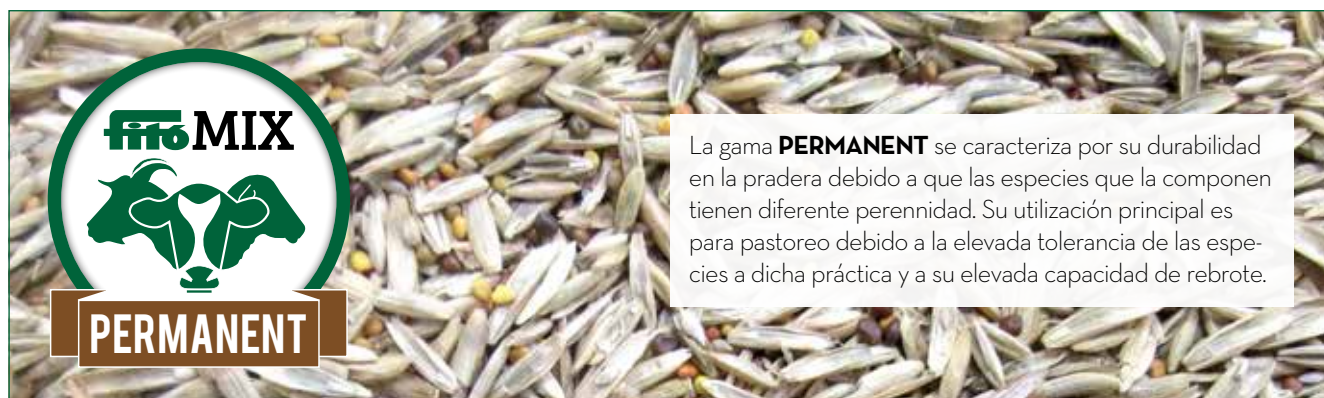 fitó MIX
PERMANENT
La gama PERMANENT se caracteriza por su durabilidad
en la pradera debido a que las especies que la componen
tienen diferente perennidad. Su utilización principal es
para pastoreo debido a la elevada tolerancia de las espe-
cies a dicha práctica y a su elevada capacidad de rebrote.